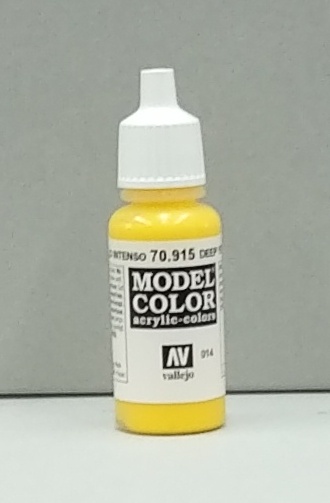 INTENSO 70.915 DEEP
MODEL
COLOR
acrylic-colors
AV 014
vallejo